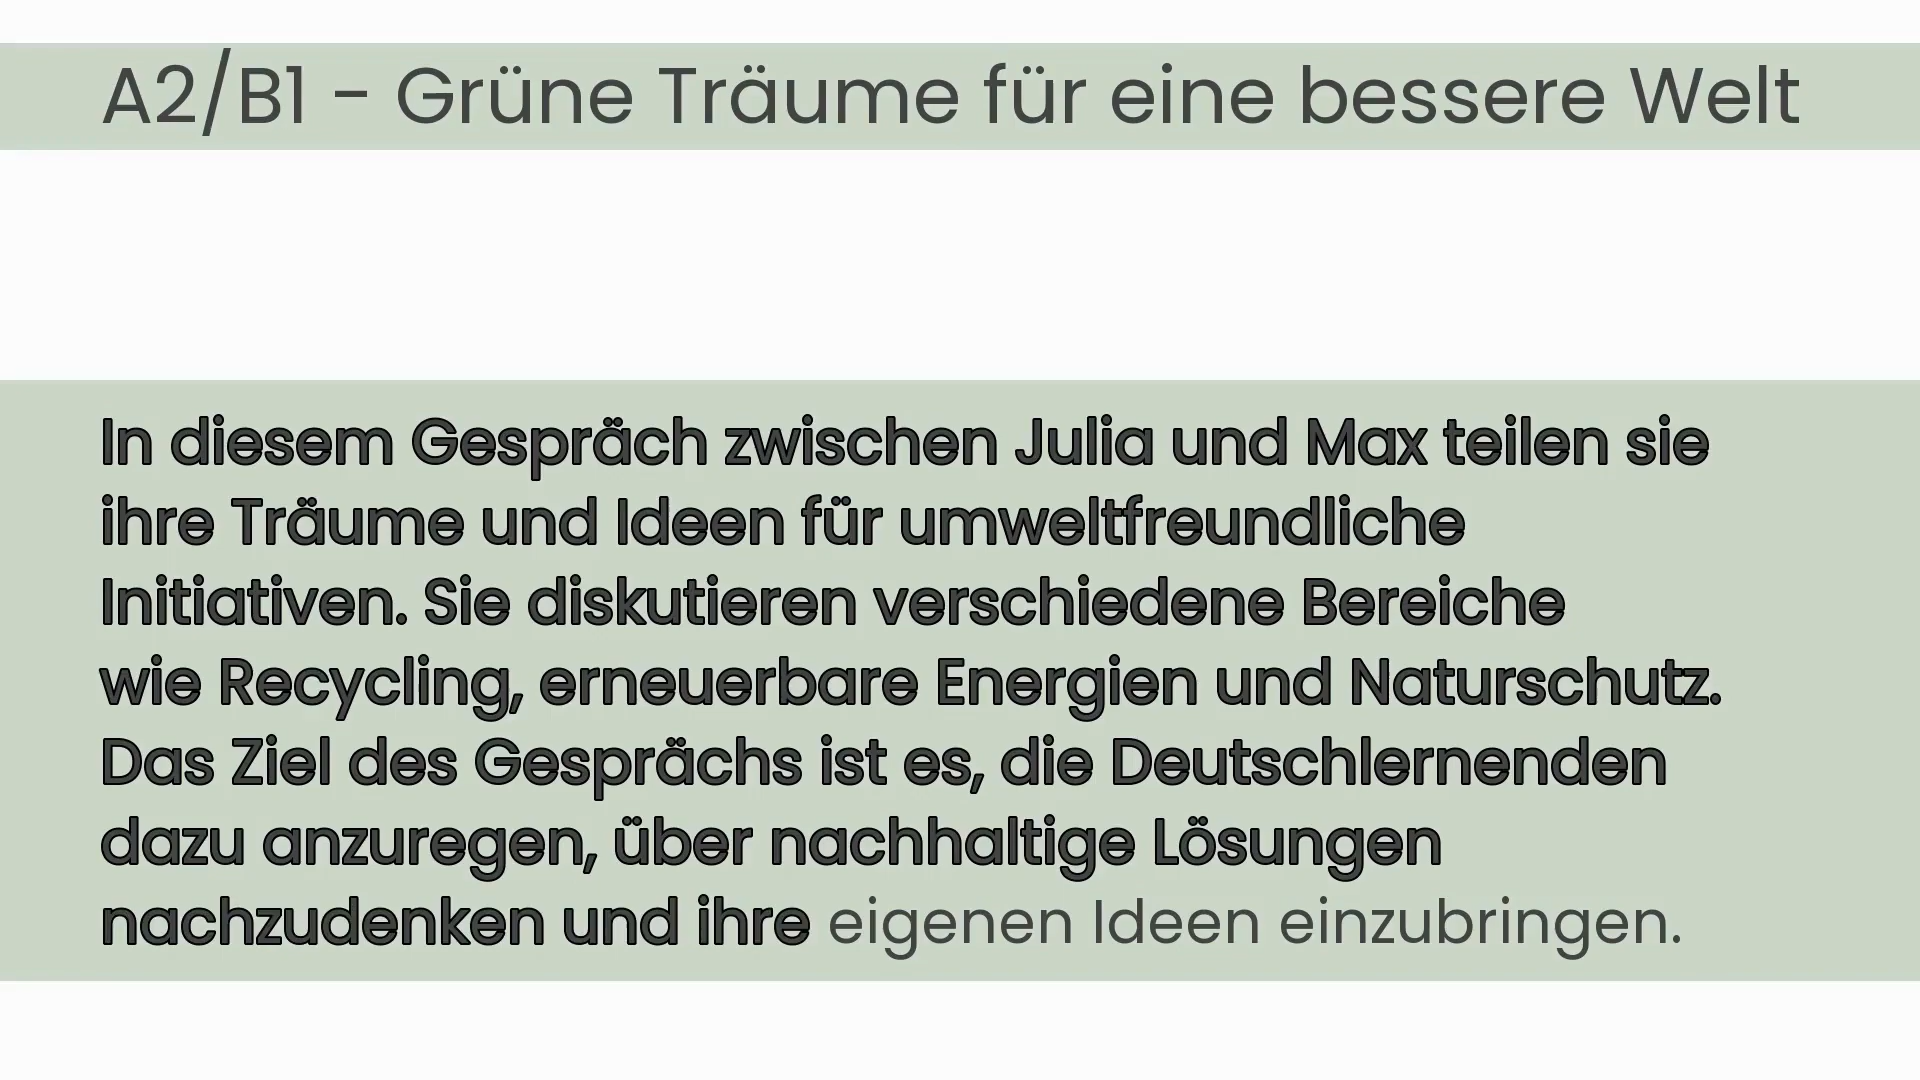 A2/B1 - Grüne Träume für eine bessere Welt
In diesem Gespräch zwischen Julia und Max teilen sie
ihre Träume und Ideen für umweltfreundliche
Initiativen. Sie diskutieren verschiedene Bereiche
wie Recycling, erneuerbare Energien und Naturschutz.
Das Ziel des Gesprächs ist es, die Deutschlernenden
dazu anzuregen, über nachhaltige Lösungen
nachzudenken und ihre eigenen Ideen einzubringen.